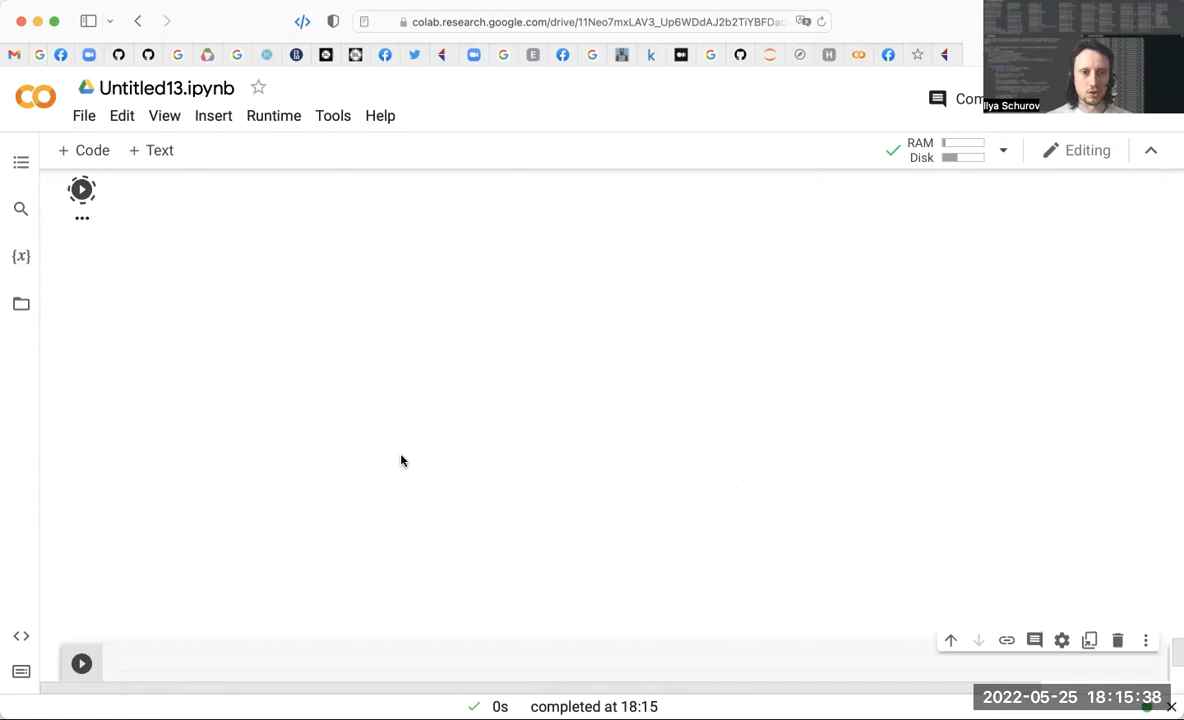 colab.research.google.com/drive/11Neo7mxLAV3_Up6WDdAJ2b2TiYBFDac
CO
Untitled13.ipynb
Com
Ilya Schurov
File Edit View Insert Runtime Tools Help
+ Code + Text
RAM
Disk
Editing
{x}
...
0s completed at 18:15
2022-05-25 18:15:38